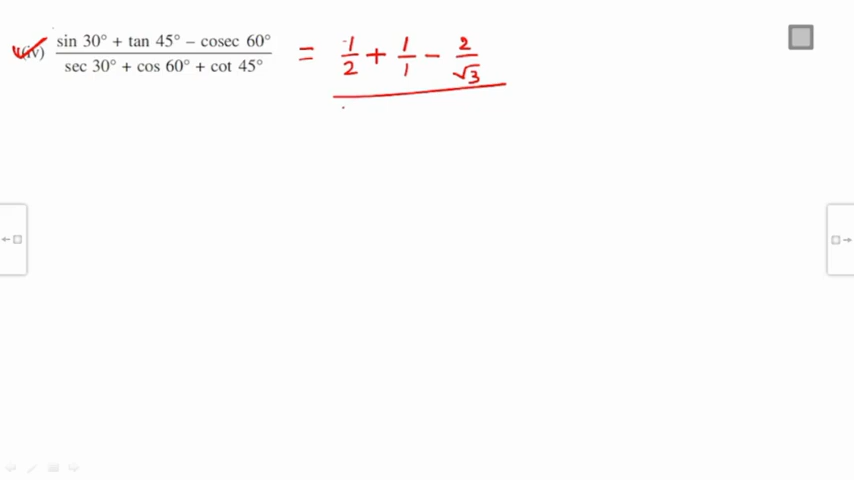 (iv) sin 30° + tan 45° – cosec 60° / sec 30° + cos 60° + cot 45° = 1/2 + 1/1 – 2/√3